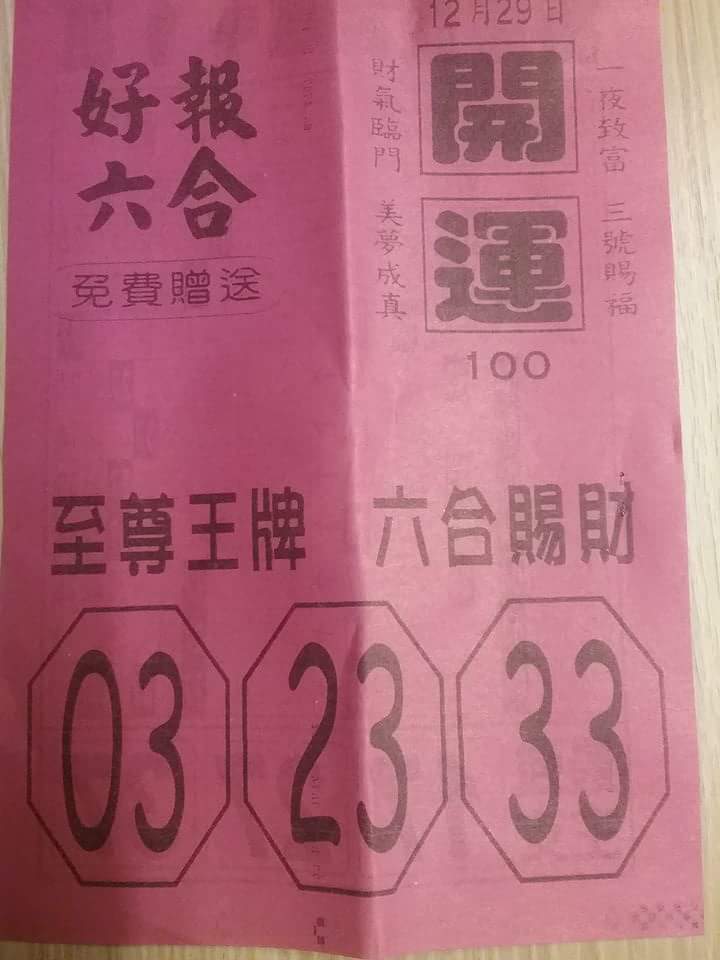 12月29日
好報
六合
免費贈送
一夜致富 三號賜福
開運
財氣臨門 美夢成真
100
至尊王牌 六合賜財
03 23 33